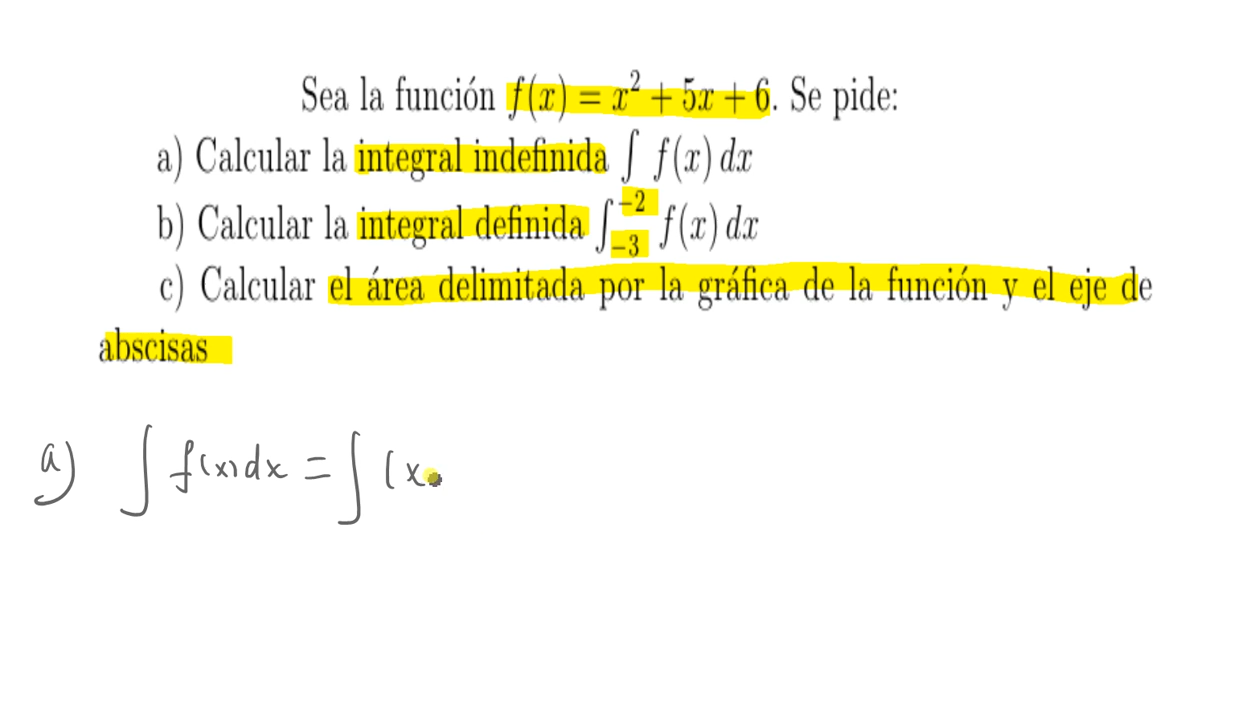 Sea la función f(x) = x² + 5x + 6. Se pide:
a) Calcular la integral indefinida ∫ f(x) dx
b) Calcular la integral definida ∫₋₃⁻² f(x) dx
c) Calcular el área delimitada por la gráfica de la función y el eje de
abscisas
a) ∫ f(x)dx = ∫ (x